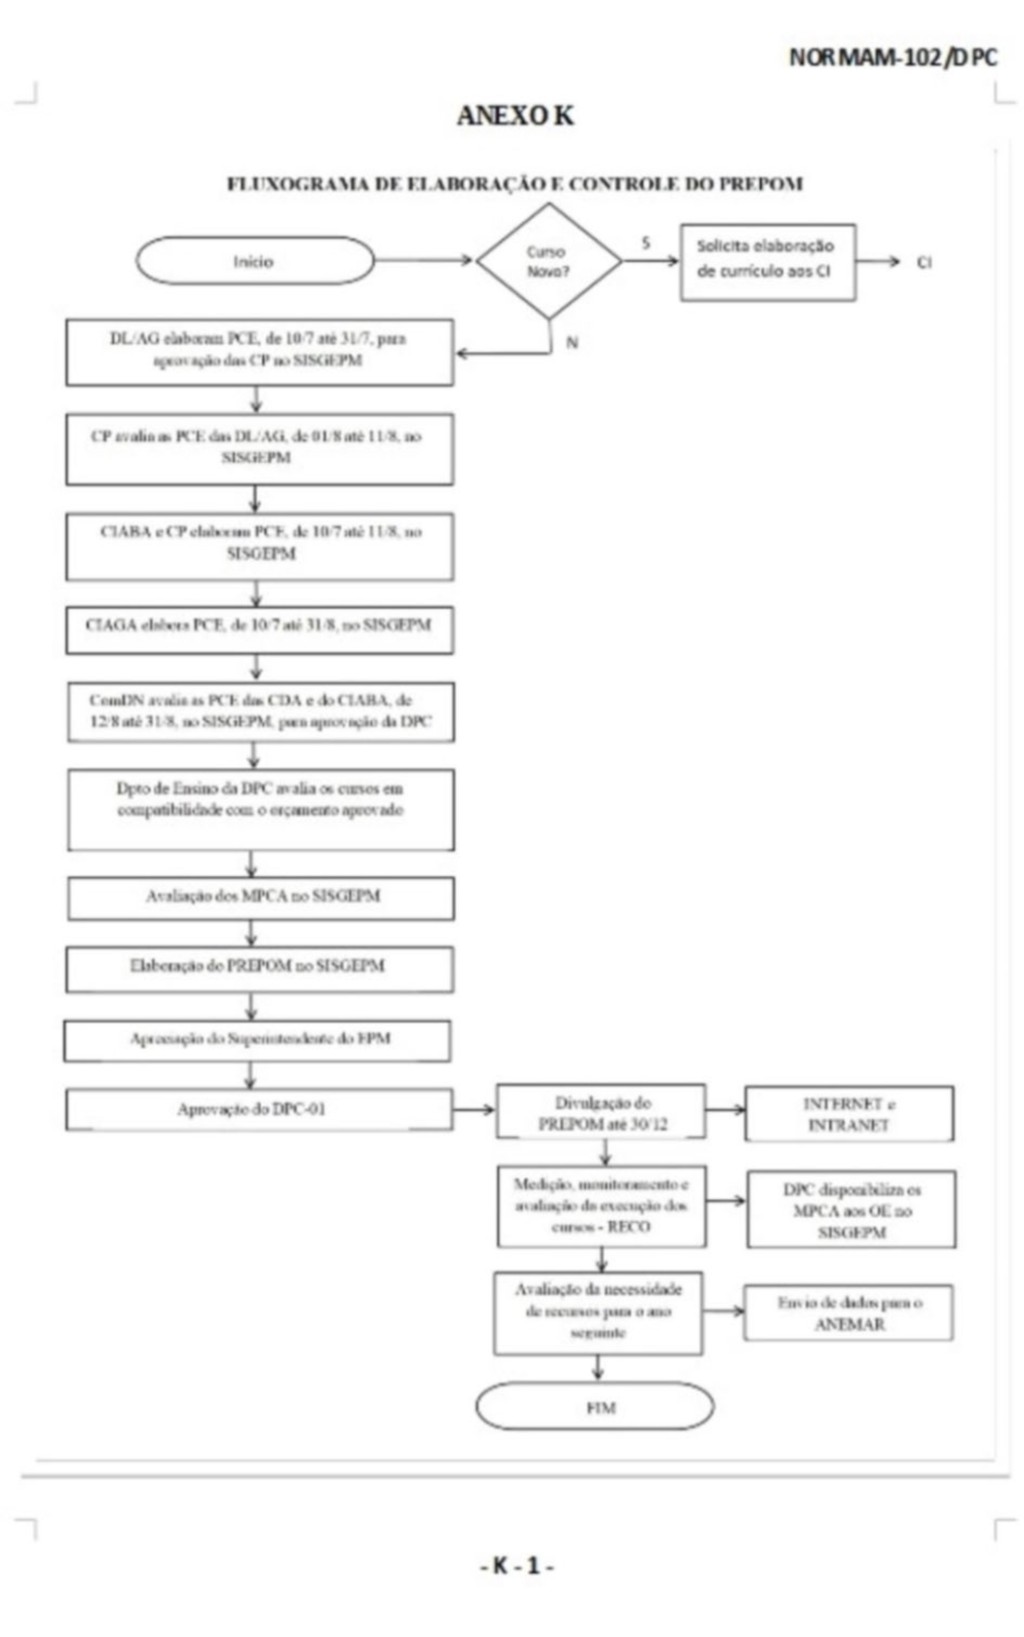 NORMAM-102/DPC
ANEXO K
FLUXOGRAMA DE ELABORAÇÃO E CONTROLE DO PREPOM
Início
Curso
Novo?
S
Solicita elaboração
de currículo aos CI
CI
N
DL/AG elaboram PCE, de 10/7 até 31/7, para
aprovação das CP no SISGEPM
CP avalia as PCE das DL/AG, de 01/8 até 11/8, no
SISGEPM
CIABA e CP elaboram PCE, de 10/7 até 11/8, no
SISGEPM
CIAGA elabora PCE, de 10/7 até 31/8, no SISGEPM
ComDN avalia as PCE das CDA e do CIABA, de
12/8 até 31/8, no SISGEPM, para aprovação da DPC
Dpto de Ensino da DPC avalia os cursos em
compatibilidade com o orçamento aprovado
Avaliação dos MPCA no SISGEPM
Elaboração do PREPOM no SISGEPM
Apreciação do Superintendente do EPM
Aprovação do DPC-01
Divulgação do
PREPOM até 30/12
INTERNET e
INTRANET
Medição, monitoramento e
avaliação da execução dos
cursos - RECO
DPC disponibiliza os
MPCA aos OE no
SISGEPM
Avaliação da necessidade
de recursos para o ano
seguinte
Envio de dados para o
ANEMAR
FIM
- K - 1 -